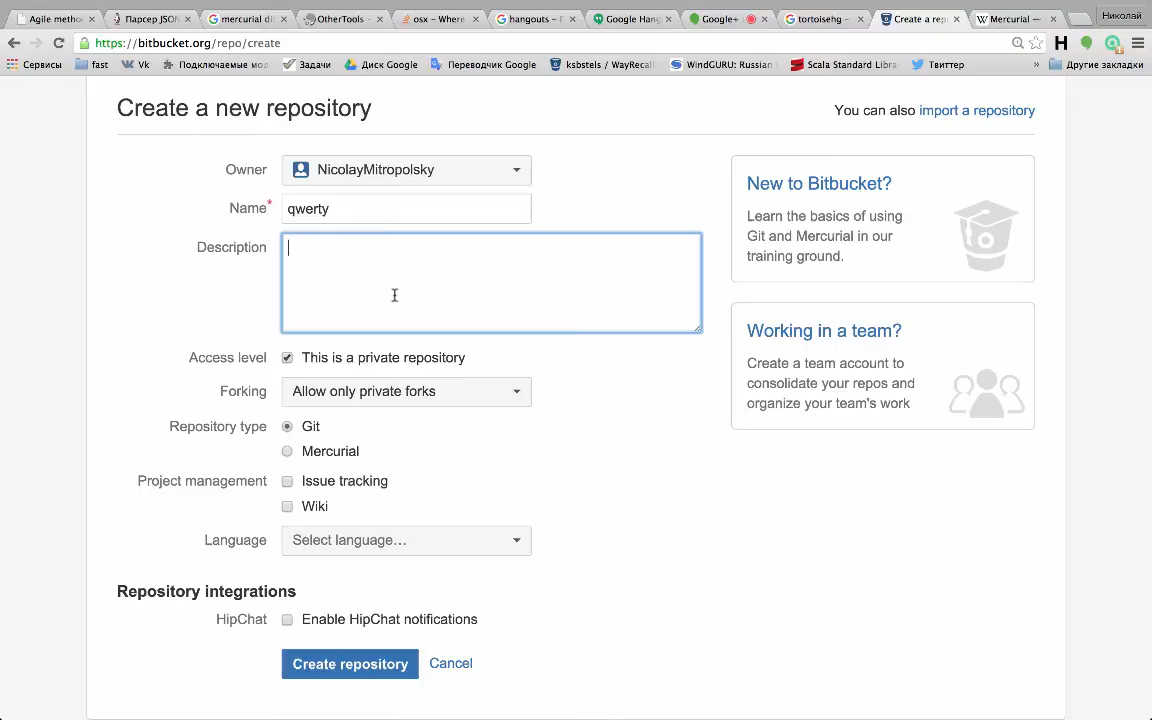 Agile metho
Парсер JSON
mercurial di
OtherTools -
osx - Where
hangouts - П
Google Han
Google+
tortoisehg -
Create a rep
Mercurial —
Николай
https://bitbucket.org/repo/create
Сервисы
fast
Vk
Подключаемые мод
Задачи
Диск Google
Переводчик Google
ksbstels / WayRecall
WindGURU: Russian
Scala Standard Libra
Твиттер
»
Другие закладки
Create a new repository
You can also import a repository
Owner
NicolayMitropolsky
Name*
qwerty
Description
Access level
This is a private repository
Forking
Allow only private forks
Repository type
Git
Mercurial
Project management
Issue tracking
Wiki
Language
Select language...
Repository integrations
HipChat
Enable HipChat notifications
Create repository
Cancel
New to Bitbucket?
Learn the basics of using
Git and Mercurial in our
training ground.
Working in a team?
Create a team account to
consolidate your repos and
organize your team's work